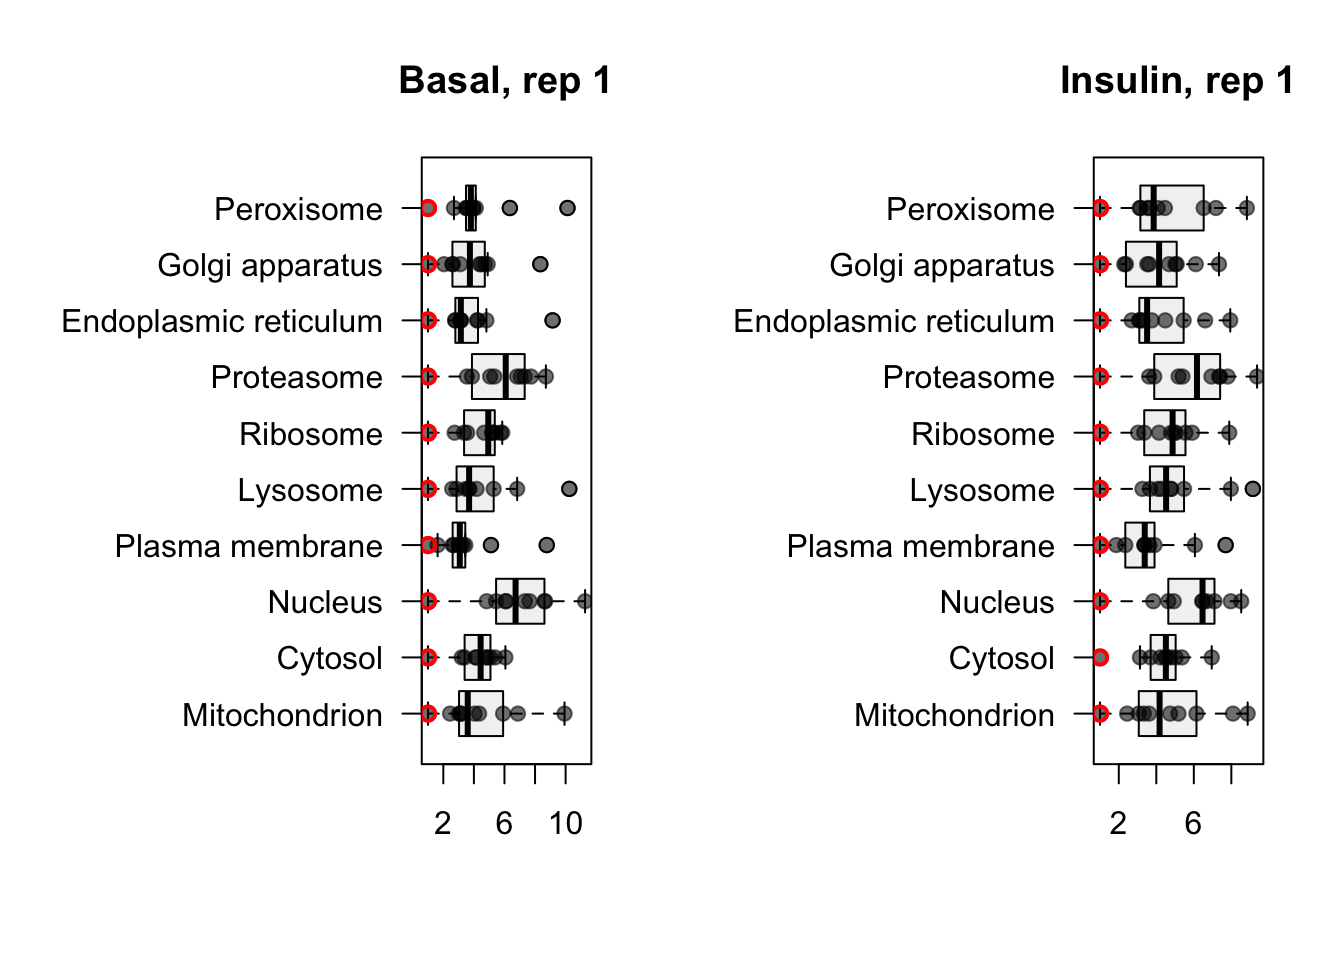 Basal, rep 1
Peroxisome
Golgi apparatus
Endoplasmic reticulum
Proteasome
Ribosome
Lysosome
Plasma membrane
Nucleus
Cytosol
Mitochondrion
2 6 10
Insulin, rep 1
Peroxisome
Golgi apparatus
Endoplasmic reticulum
Proteasome
Ribosome
Lysosome
Plasma membrane
Nucleus
Cytosol
Mitochondrion
2 6